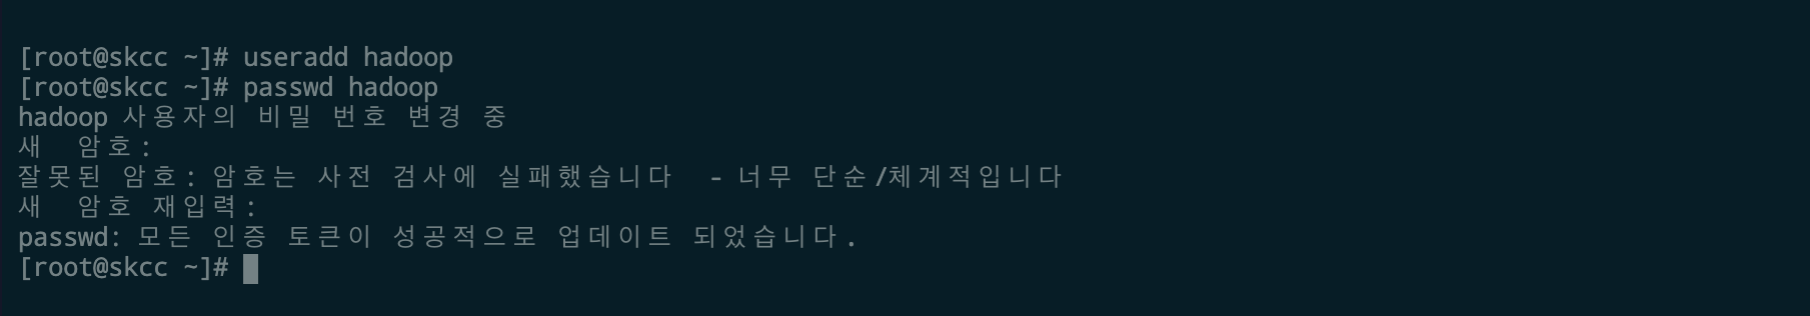 [root@skcc ~]# useradd hadoop
[root@skcc ~]# passwd hadoop
hadoop 사용자의 비밀 번호 변경 중
새 암호:
잘못된 암호: 암호는 사전 검사에 실패했습니다 - 너무 단순/체계적입니다
새 암호 재입력:
passwd: 모든 인증 토큰이 성공적으로 업데이트 되었습니다.
[root@skcc ~]#